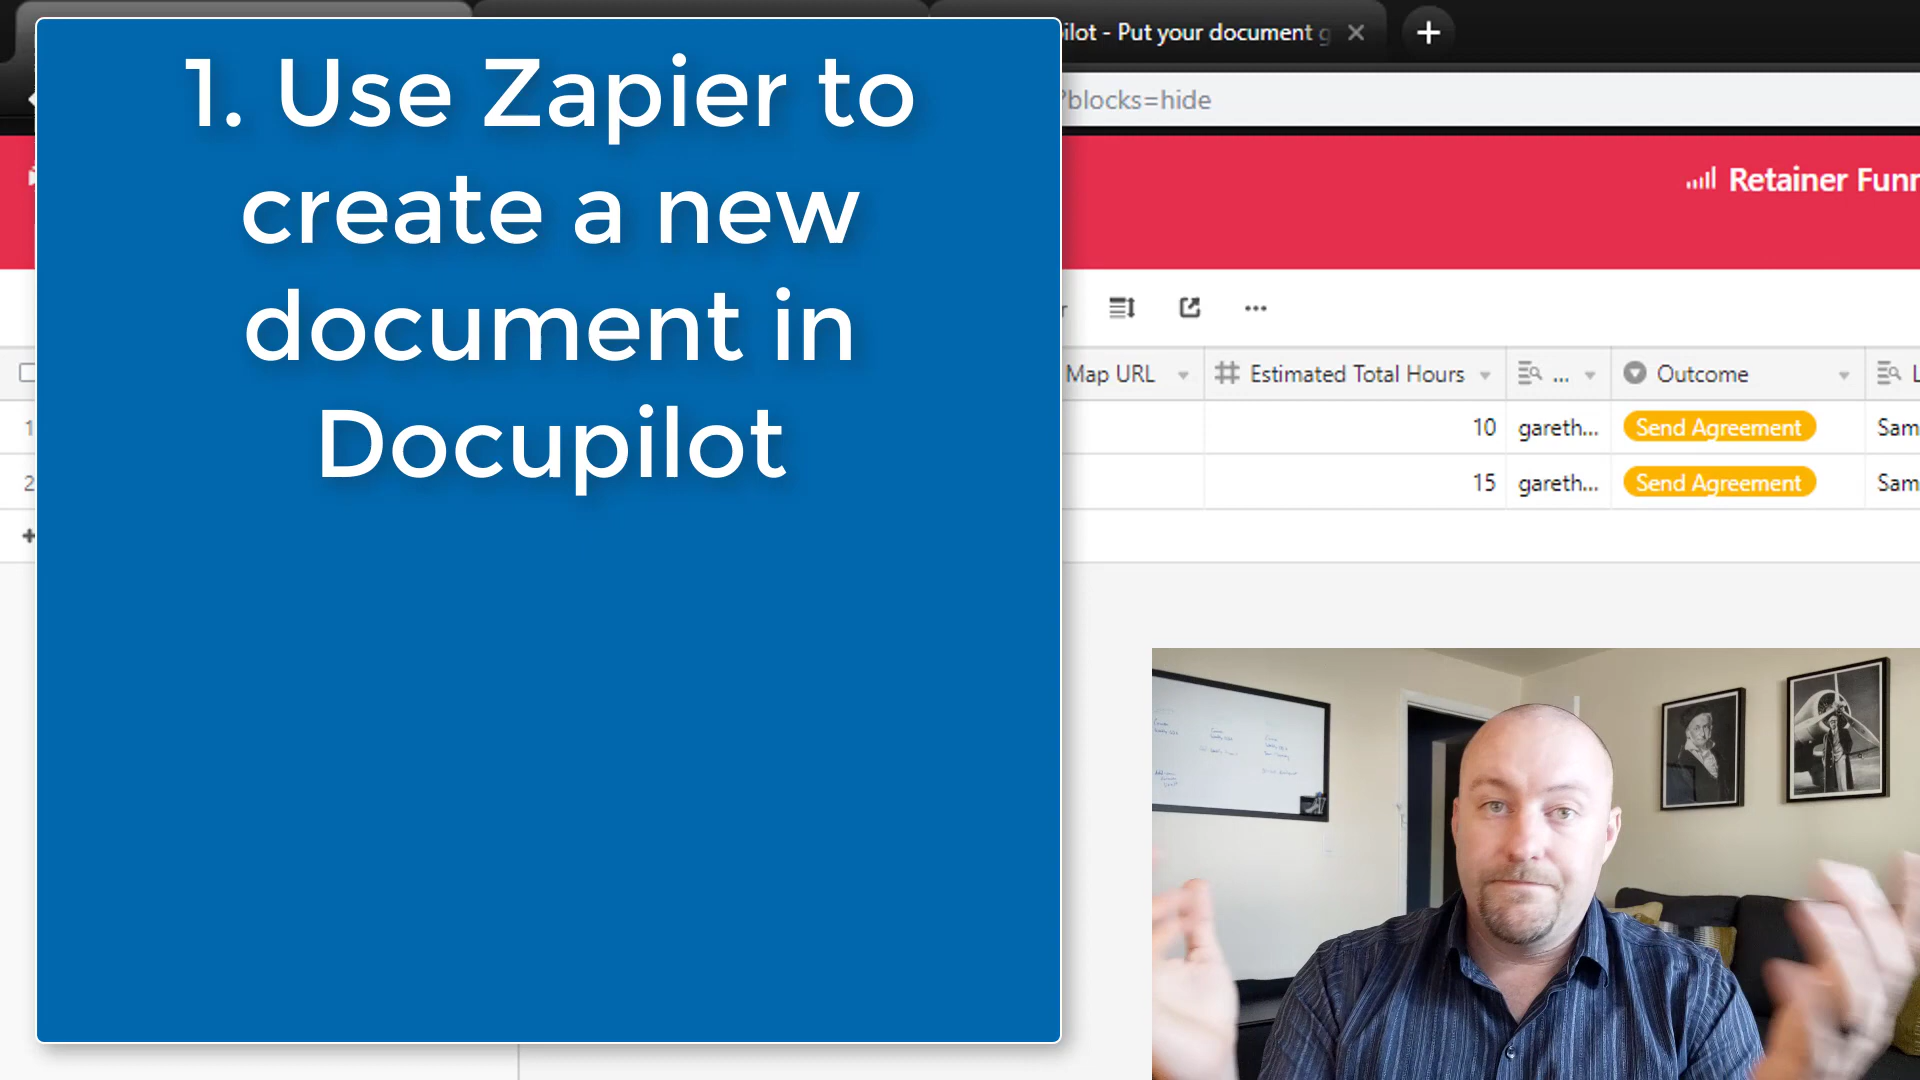 ilot - Put your document g
?blocks=hide
1. Use Zapier to
create a new
document in
Docupilot
Retainer Funn
Map URL
Estimated Total Hours
...
Outcome
L
1
10
gareth...
Send Agreement
Sam
2
15
gareth...
Send Agreement
Sam
+